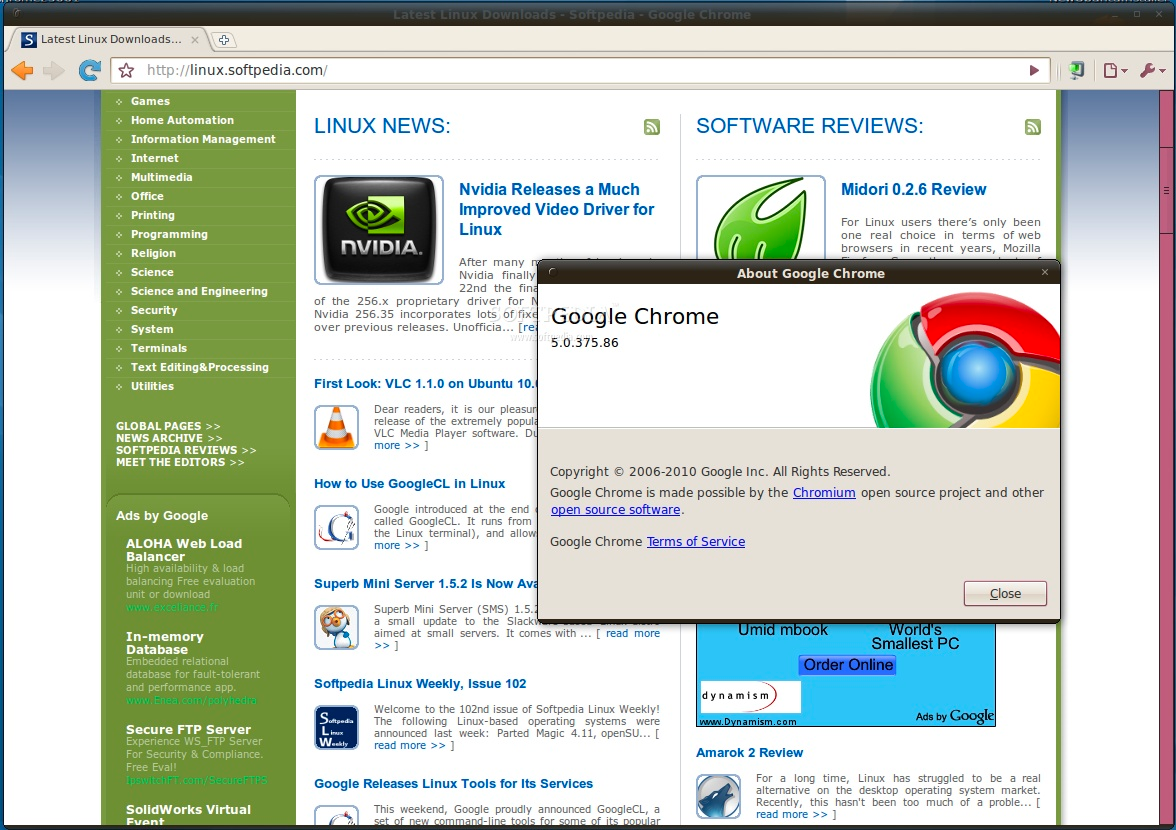 Latest Linux Downloads - Softpedia - Google Chrome
Latest Linux Downloads...
http://linux.softpedia.com/
Games
Home Automation
Information Management
Internet
Multimedia
Office
Printing
Programming
Religion
Science
Science and Engineering
Security
System
Terminals
Text Editing&Processing
Utilities
GLOBAL PAGES >>
NEWS ARCHIVE >>
SOFTPEDIA REVIEWS >>
MEET THE EDITORS >>
Ads by Google
ALOHA Web Load
Balancer
High availability & load
balancing Free evaluation
unit or download
www.exceliance.fr
In-memory
Database
Embedded relational
database for fault-tolerant
and performance app.
www.Enea.com/polyhedra
Secure FTP Server
Experience WS_FTP Server
For Security & Compliance.
Free Eval!
IpswitchFT.com/SecureFTPS
SolidWorks Virtual
Event
LINUX NEWS:
NVIDIA.
Nvidia Releases a Much
Improved Video Driver for
Linux
After many
Nvidia finally
22nd the fina
of the 256.x proprietary driver for N
Nvidia 256.35 incorporates lots of fixe
over previous releases. Unofficia... [rea
First Look: VLC 1.1.0 on Ubuntu 10.0
Dear readers, it is our pleasur
release of the extremely popula
VLC Media Player software. Du
more >> ]
How to Use GoogleCL in Linux
Google introduced at the end o
called GoogleCL. It runs from
the Linux terminal), and allows
more >> ]
Superb Mini Server 1.5.2 Is Now Ava
Superb Mini Server (SMS) 1.5.2
a small update to the Slackware-based Linux distro
aimed at small servers. It comes with ... [ read more
>> ]
Softpedia Linux Weekly, Issue 102
Softpedia
Linux
Weekly
Welcome to the 102nd issue of Softpedia Linux Weekly!
The following Linux-based operating systems were
announced last week: Parted Magic 4.11, openSU... [
read more >> ]
Google Releases Linux Tools for Its Services
This weekend, Google proudly announced GoogleCL, a
set of new command-line tools for some of its popular
SOFTWARE REVIEWS:
Midori 0.2.6 Review
For Linux users there's only been
one real choice in terms of web
browsers in recent years, Mozilla
About Google Chrome
Google Chrome
5.0.375.86
SOFTPEDIA
www.softpedia.com
Copyright © 2006-2010 Google Inc. All Rights Reserved.
Google Chrome is made possible by the Chromium open source project and other
open source software.
Google Chrome Terms of Service
Close
Umid mbook
World's
Smallest PC
Order Online
dynamism
www.Dynamism.com
Ads by Google
Amarok 2 Review
For a long time, Linux has struggled to be a real
alternative on the desktop operating system market.
Recently, this hasn't been too much of a proble... [
read more >> ]